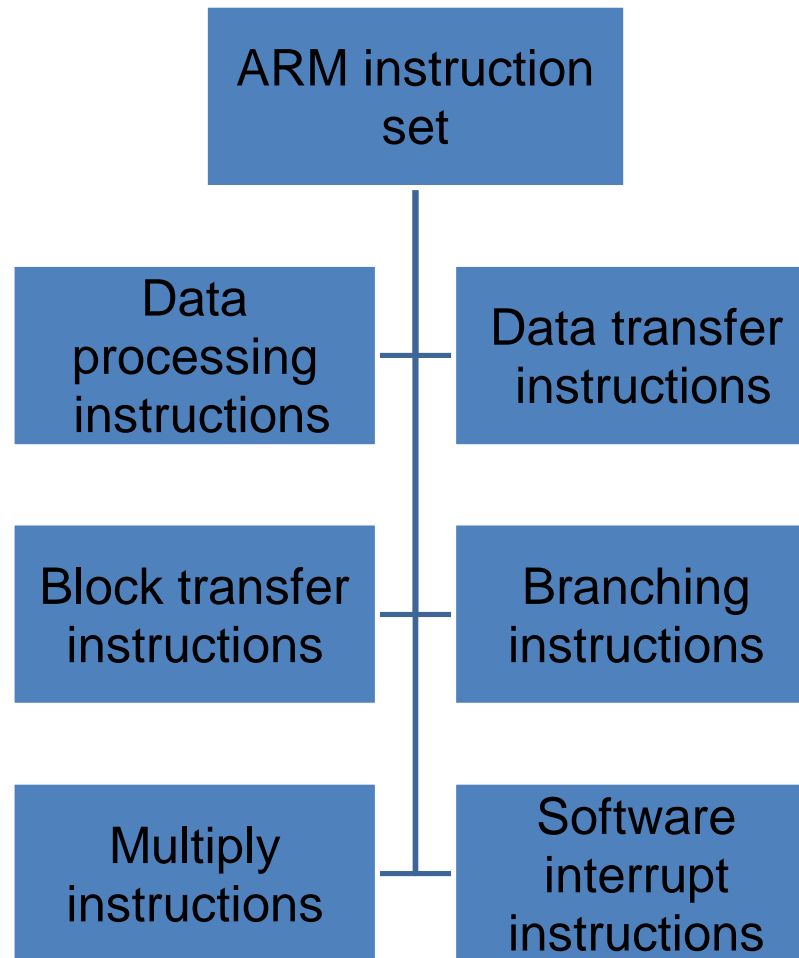 ARM instruction
set
Data
processing
instructions
Data transfer
instructions
Block transfer
instructions
Branching
instructions
Multiply
instructions
Software
interrupt
instructions